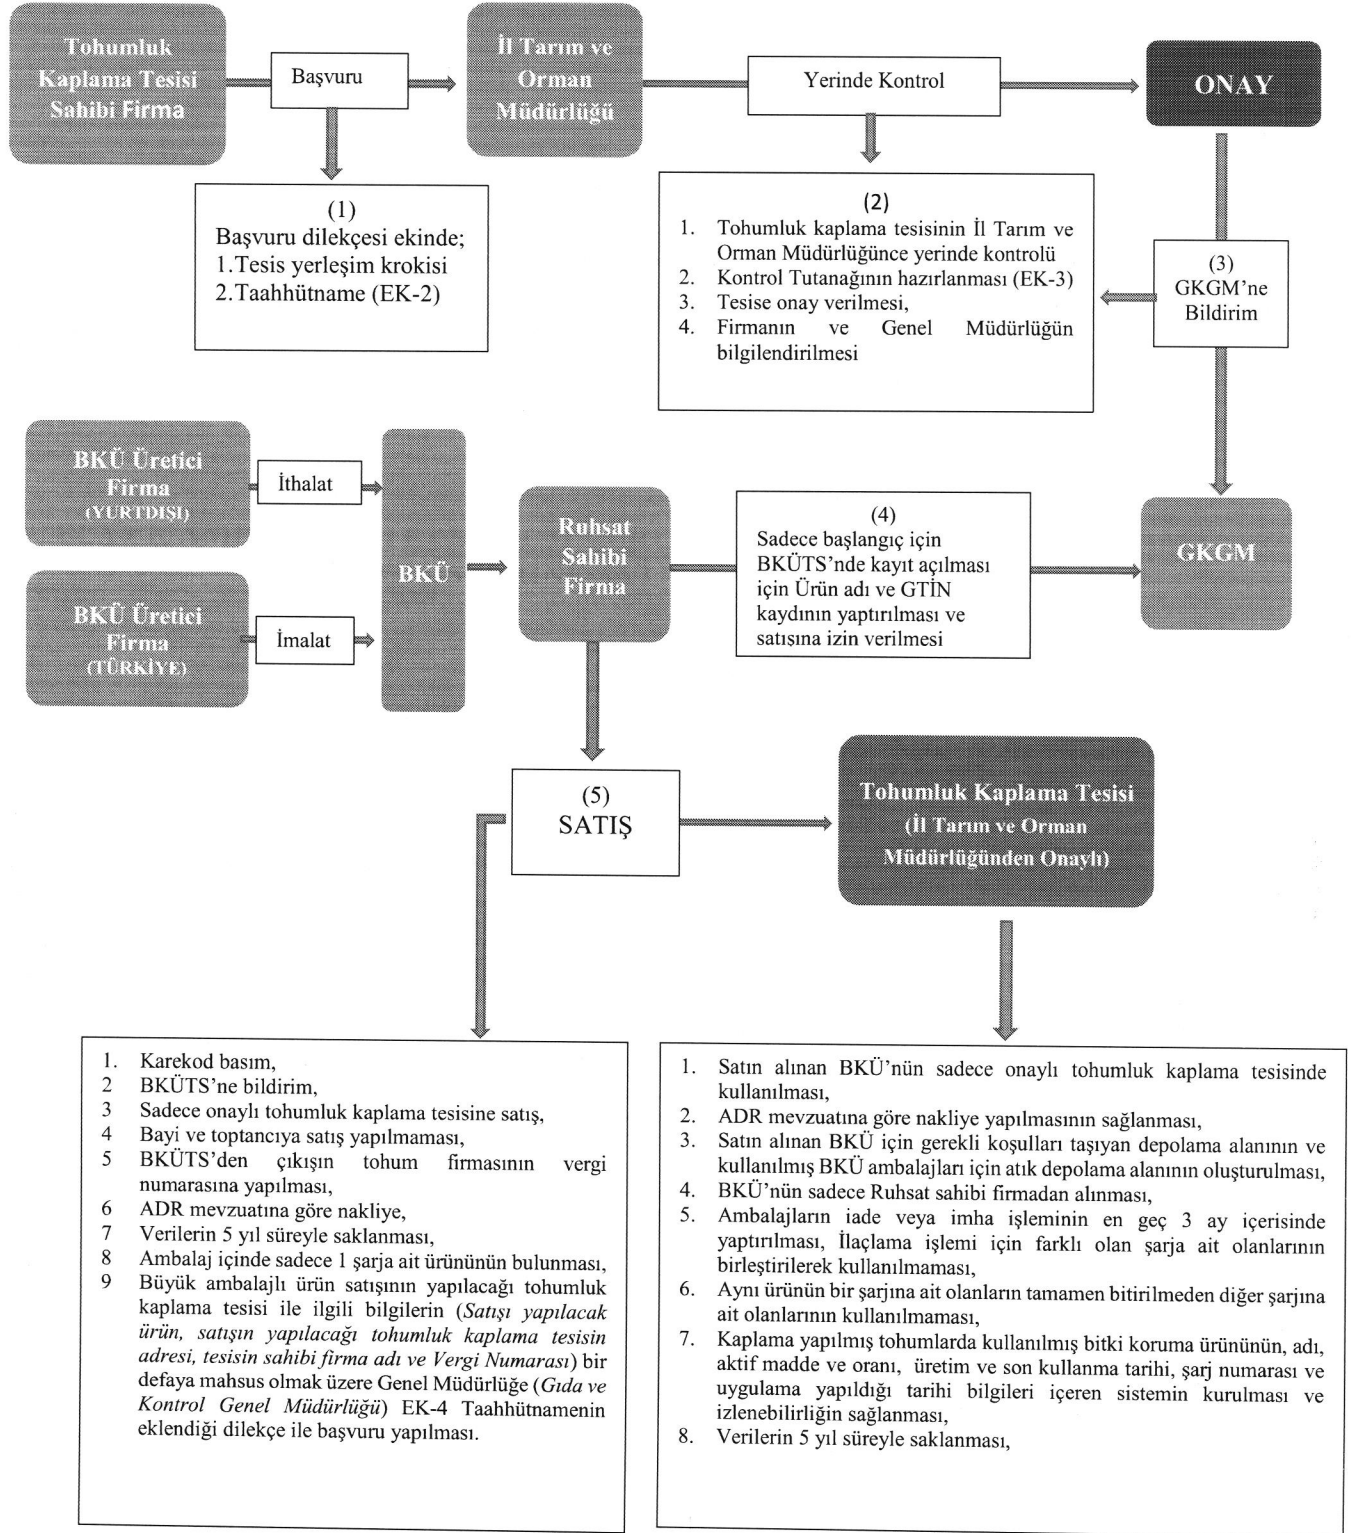 Tohumluk
Kaplama Tesisi
Sahibi Firma
Başvuru
İl Tarım ve
Orman
Müdürlüğü
Yerinde Kontrol
ONAY
(1)
Başvuru dilekçesi ekinde;
1.Tesis yerleşim krokisi
2.Taahhütname (EK-2)
(2)
1. Tohumluk kaplama tesisinin İl Tarım ve
Orman Müdürlüğünce yerinde kontrolü
2. Kontrol Tutanağının hazırlanması (EK-3)
3. Tesise onay verilmesi,
4. Firmanın ve Genel Müdürlüğün
bilgilendirilmesi
(3)
GKGM'ne
Bildirim
BKÜ Üretici
Firma
(YURTDIŞI)
İthalat
BKÜ Üretici
Firma
(TÜRKİYE)
İmalat
BKÜ
Ruhsat
Sahibi
Firma
(4)
Sadece başlangıç için
BKÜTS'nde kayıt açılması
için Ürün adı ve GTİN
kaydının yaptırılması ve
satışına izin verilmesi
GKGM
(5)
SATIŞ
Tohumluk Kaplama Tesisi
(İl Tarım ve Orman
Müdürlüğünden Onaylı)
1. Karekod basım,
2 BKÜTS'ne bildirim,
3 Sadece onaylı tohumluk kaplama tesisine satış,
4 Bayi ve toptancıya satış yapılmaması,
5 BKÜTS'den çıkışın tohum firmasının vergi
numarasına yapılması,
6 ADR mevzuatına göre nakliye,
7 Verilerin 5 yıl süreyle saklanması,
8 Ambalaj içinde sadece 1 şarja ait ürününün bulunması,
9 Büyük ambalajlı ürün satışının yapılacağı tohumluk
kaplama tesisi ile ilgili bilgilerin (Satışı yapılacak
ürün, satışın yapılacağı tohumluk kaplama tesisin
adresi, tesisin sahibi firma adı ve Vergi Numarası) bir
defaya mahsus olmak üzere Genel Müdürlüğe (Gıda ve
Kontrol Genel Müdürlüğü) EK-4 Taahhütnamenin
eklendiği dilekçe ile başvuru yapılması.
1. Satın alınan BKÜ'nün sadece onaylı tohumluk kaplama tesisinde
kullanılması,
2. ADR mevzuatına göre nakliye yapılmasının sağlanması,
3. Satın alınan BKÜ için gerekli koşulları taşıyan depolama alanının ve
kullanılmış BKÜ ambalajları için atık depolama alanının oluşturulması,
4. BKÜ'nün sadece Ruhsat sahibi firmadan alınması,
5. Ambalajların iade veya imha işleminin en geç 3 ay içerisinde
yaptırılması, İlaçlama işlemi için farklı olan şarja ait olanlarının
birleştirilerek kullanılmaması,
6. Aynı ürünün bir şarjına ait olanların tamamen bitirilmeden diğer şarjına
ait olanlarının kullanılmaması,
7. Kaplama yapılmış tohumlarda kullanılmış bitki koruma ürününün, adı,
aktif madde ve oranı, üretim ve son kullanma tarihi, şarj numarası ve
uygulama yapıldığı tarihi bilgileri içeren sistemin kurulması ve
izlenebilirliğin sağlanması,
8. Verilerin 5 yıl süreyle saklanması,